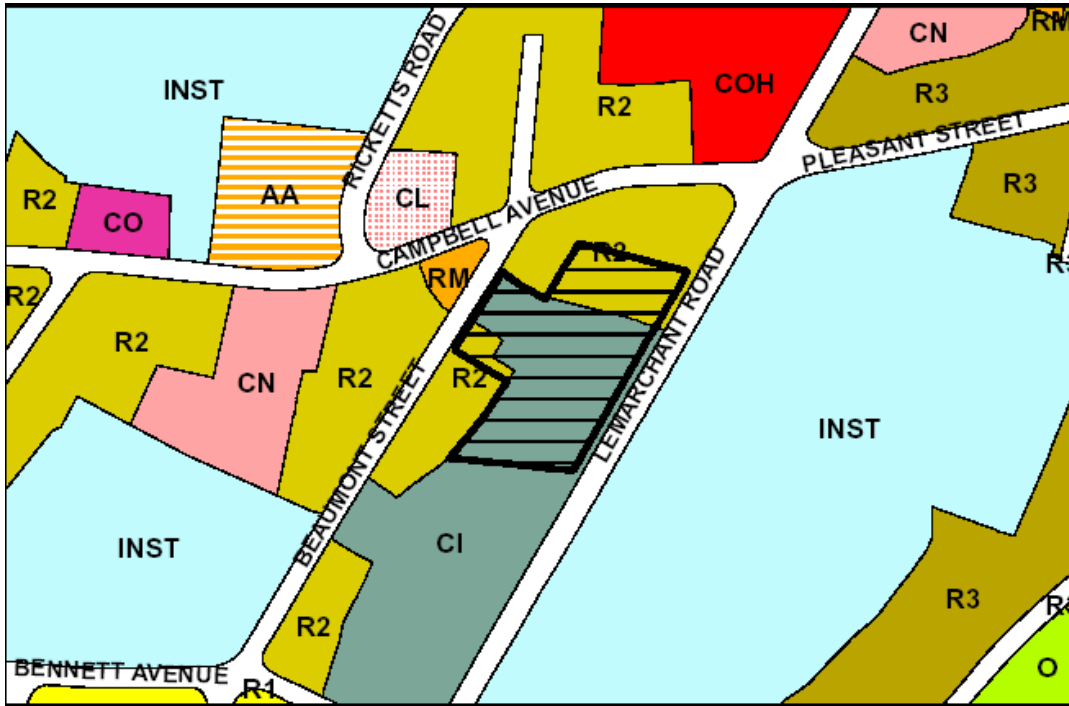 RM
CN
RICKETTS ROAD
COH
INST
R3
R2
PLEASANT STREET
R3
R2
AA
CL
CO
CAMPBELL AVENUE
R2
RM
R2
LEMARCHANT ROAD
R2
CN
R2
R2
BEAUMONT STREET
INST
INST
CI
R3
R2
O
BENNETT AVENUE
R1